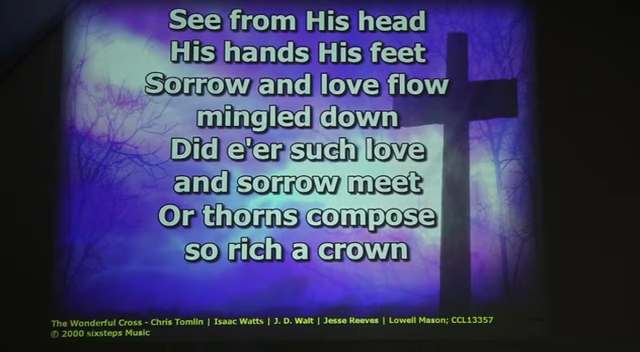 See from His head
His hands His feet
Sorrow and love flow
mingled down
Did e'er such love
and sorrow meet
Or thorns compose
so rich a crown
The Wonderful Cross - Chris Tomlin | Isaac Watts | J. D. Walt | Jesse Reeves | Lowell Mason; CCL13357
© 2000 sixsteps Music